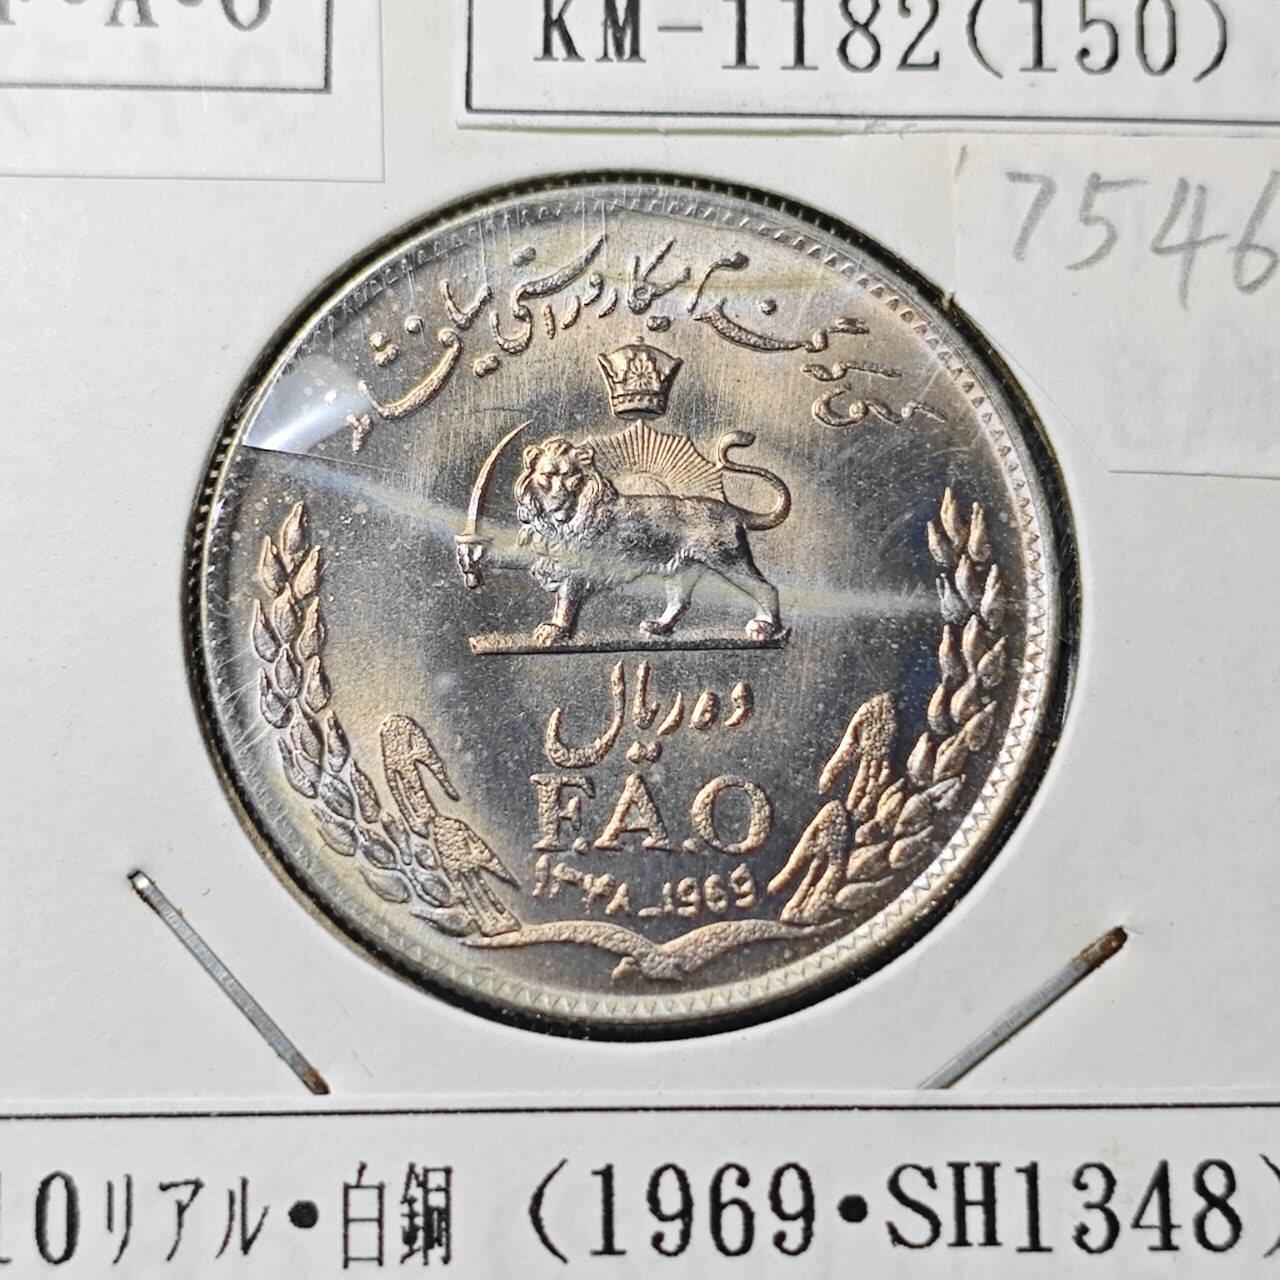 F・A・O
KM-1182(150)
7546
ده ریال
F.A.O
۱۳۴۸_1969
10リアル・白銅(1969・SH1348)